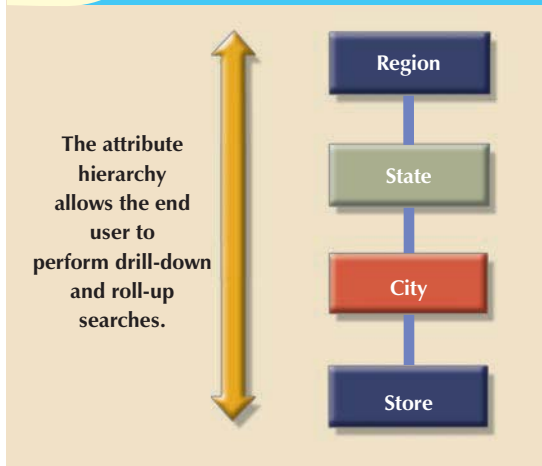 The attribute
hierarchy
allows the end
user to
perform drill-down
and roll-up
searches.
Region
State
City
Store